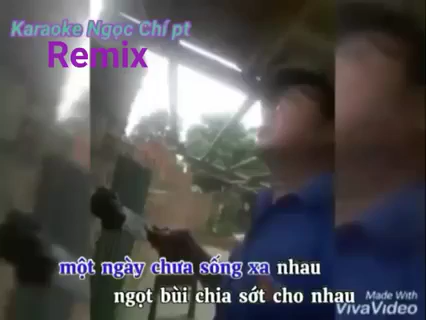 Karaoke Ngọc Chí pt
Remix
một ngày chưa sống xa nhau
ngọt bùi chia sớt cho nhau
Made With
VivaVideo